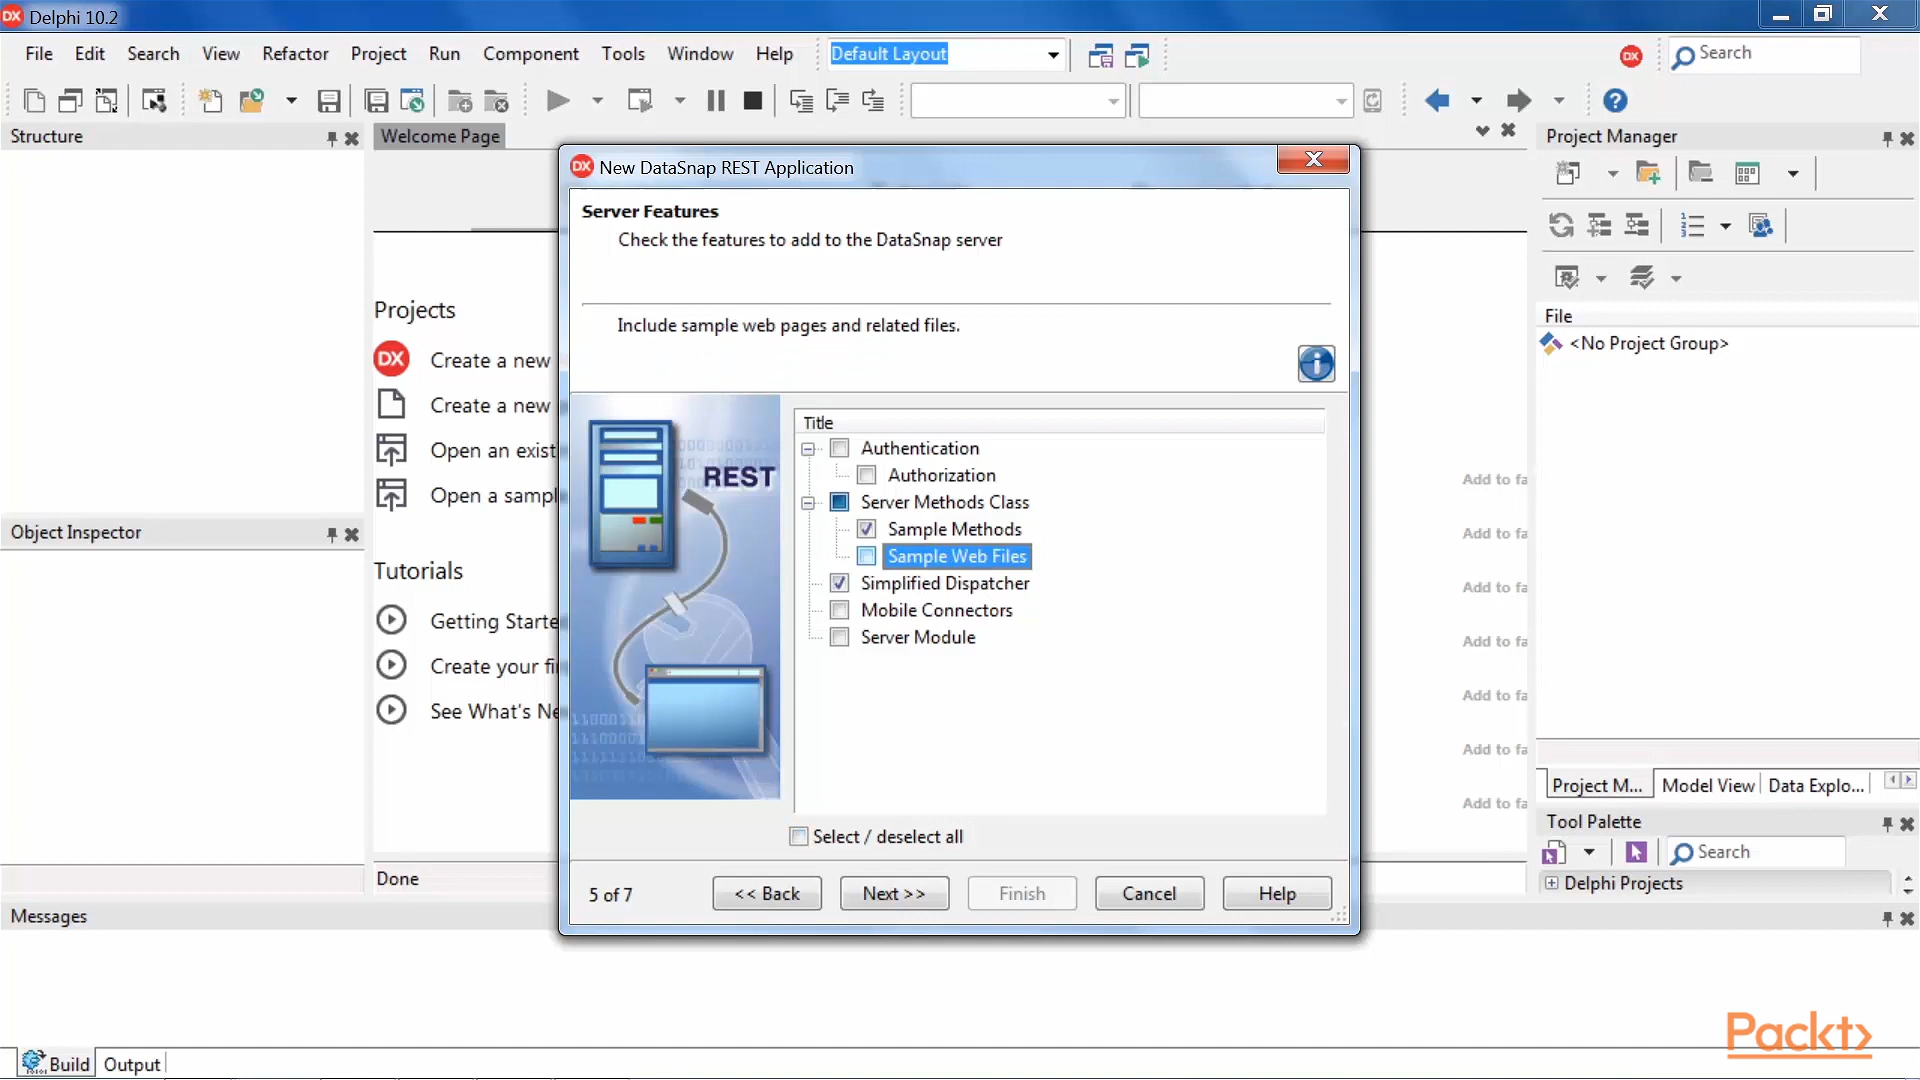 DX Delphi 10.2
File Edit Search View Refactor Project Run Component Tools Window Help Default Layout DX Search
Structure
Welcome Page
Project Manager
DX New DataSnap REST Application
Server Features
Check the features to add to the DataSnap server
Include sample web pages and related files.
Projects
DX Create a new
Create a new
Open an exist
Open a sampl
Tutorials
Getting Starte
Create your fi
See What's Ne
Done
REST
Title
Authentication
Authorization
Server Methods Class
Sample Methods
Sample Web Files
Simplified Dispatcher
Mobile Connectors
Server Module
Select / deselect all
5 of 7 << Back Next >> Finish Cancel Help
Add to fa
Add to fa
Add to fa
Add to fa
Add to fa
Add to fa
Add to fa
File
<No Project Group>
Project M... Model View Data Explo...
Tool Palette
Search
Delphi Projects
Object Inspector
Messages
Build Output
Packt>